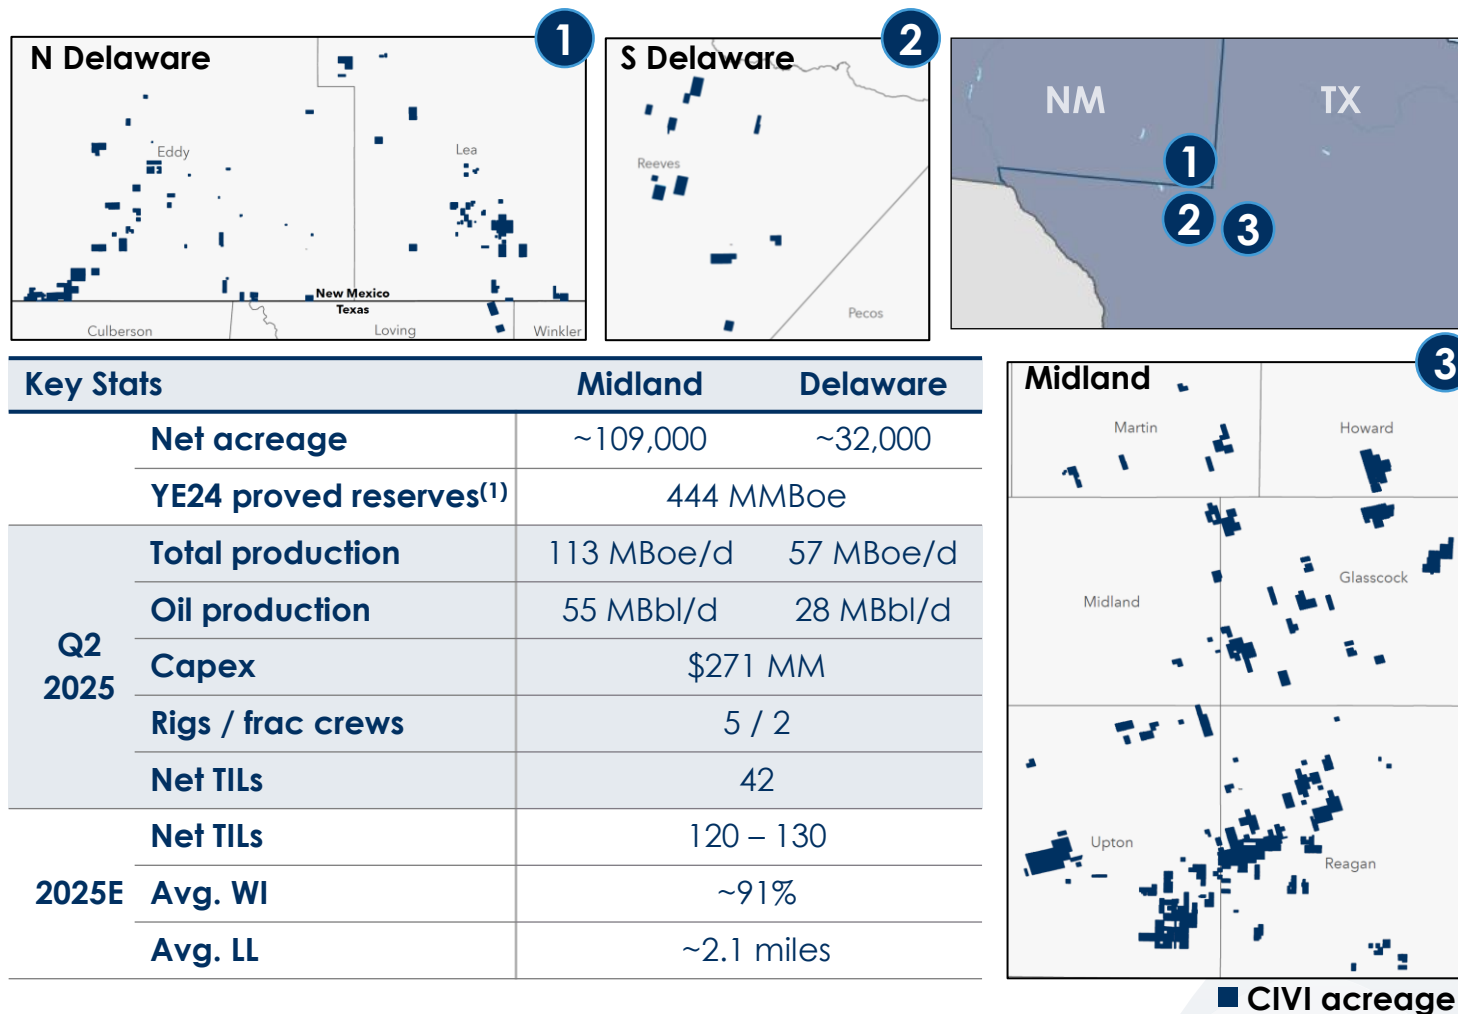 N Delaware
1
Eddy
Lea
New Mexico
Texas
Culberson
Loving
Winkler
S Delaware
2
Reeves
Pecos
NM
TX
1
2
3
Key Stats Midland Delaware
Net acreage ~109,000 ~32,000
YE24 proved reserves(1) 444 MMBoe
Q2 2025
Total production 113 MBoe/d 57 MBoe/d
Oil production 55 MBbl/d 28 MBbl/d
Capex $271 MM
Rigs / frac crews 5 / 2
Net TILs 42
2025E
Net TILs 120 – 130
Avg. WI ~91%
Avg. LL ~2.1 miles
Midland
3
Martin
Howard
Midland
Glasscock
Upton
Reagan
CIVI acreage